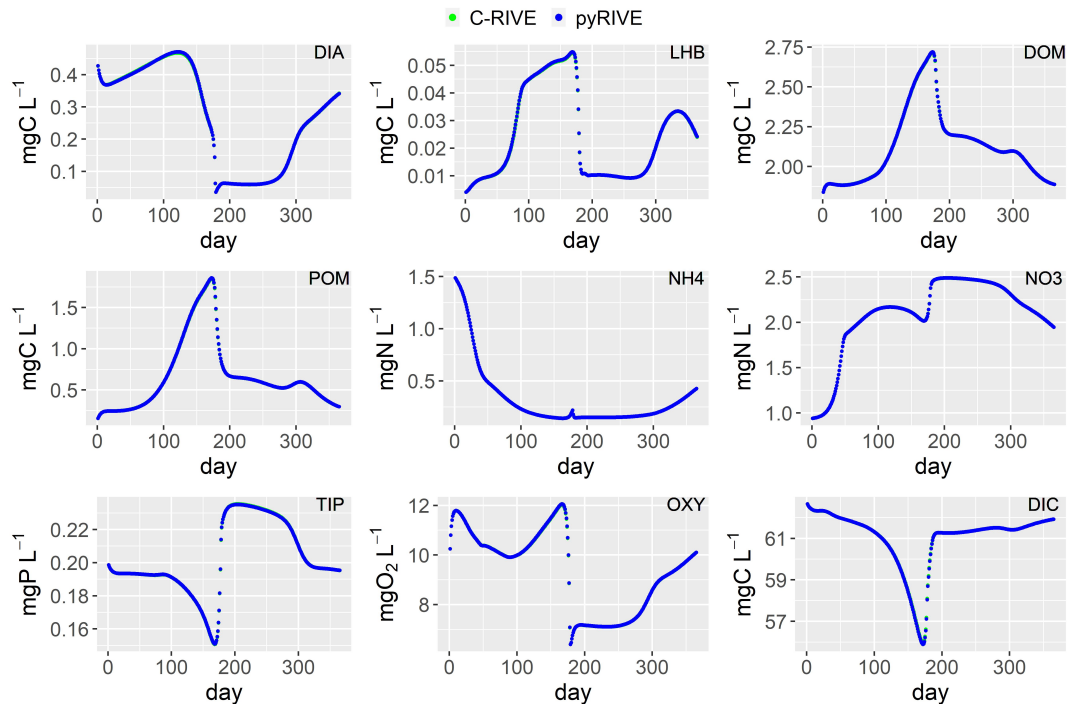 C-RIVE pyRIVE
DIA
mgC L⁻¹
0.4
0.3
0.2
0.1
0 100 200 300
day
LHB
mgC L⁻¹
0.05
0.04
0.03
0.02
0.01
0 100 200 300
day
DOM
mgC L⁻¹
2.75
2.50
2.25
2.00
0 100 200 300
day
POM
mgC L⁻¹
1.5
1.0
0.5
0 100 200 300
day
NH4
mgN L⁻¹
1.5
1.0
0.5
0 100 200 300
day
NO3
mgN L⁻¹
2.5
2.0
1.5
1.0
0 100 200 300
day
TIP
mgP L⁻¹
0.22
0.20
0.18
0.16
0 100 200 300
day
OXY
mgO₂ L⁻¹
12
10
8
0 100 200 300
day
DIC
mgC L⁻¹
61
59
57
0 100 200 300
day